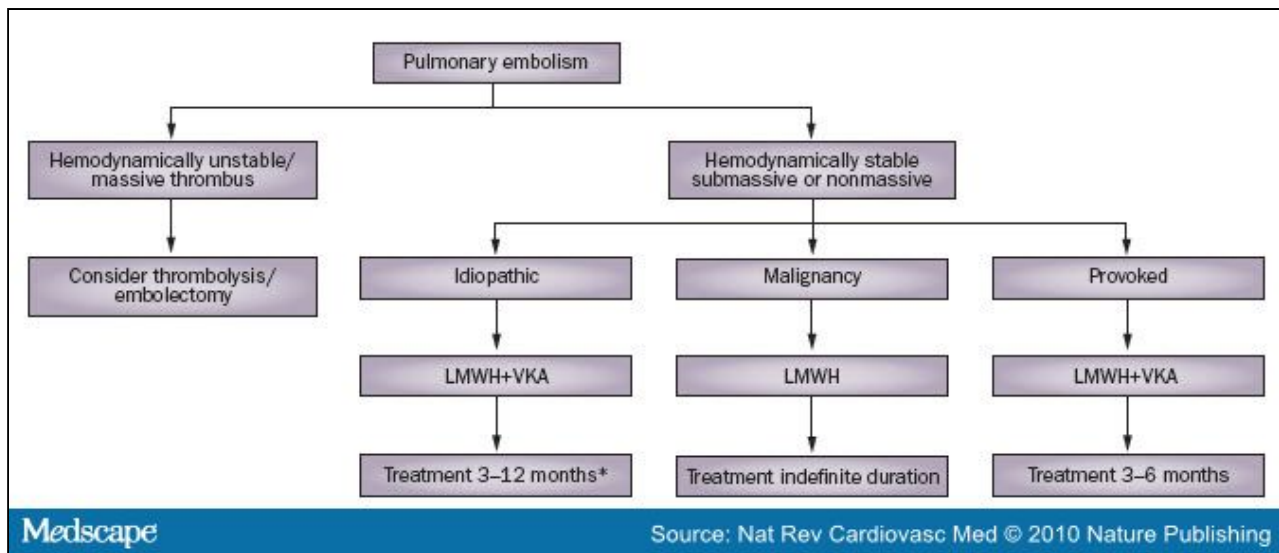 Pulmonary embolism
Hemodynamically unstable/
massive thrombus
Hemodynamically stable
submassive or nonmassive
Consider thrombolysis/
embolectomy
Idiopathic
Malignancy
Provoked
LMWH+VKA
LMWH
LMWH+VKA
Treatment 3–12 months*
Treatment indefinite duration
Treatment 3–6 months
Medscape
Source: Nat Rev Cardiovasc Med © 2010 Nature Publishing